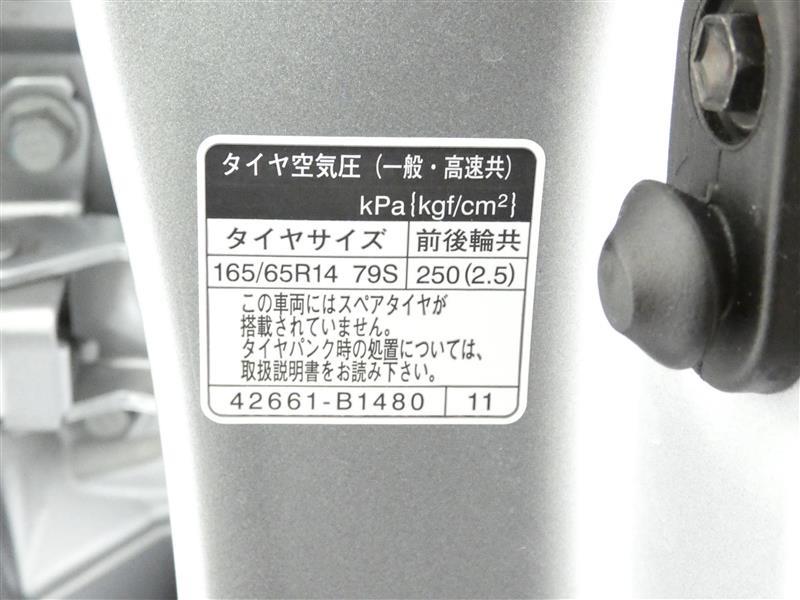 タイヤ空気圧（一般・高速共）
kPa{kgf/cm²}
タイヤサイズ 前後輪共
165/65R14 79S 250(2.5)
この車両にはスペアタイヤが
搭載されていません。
タイヤパンク時の処置については、
取扱説明書をお読み下さい。
42661-B1480 11